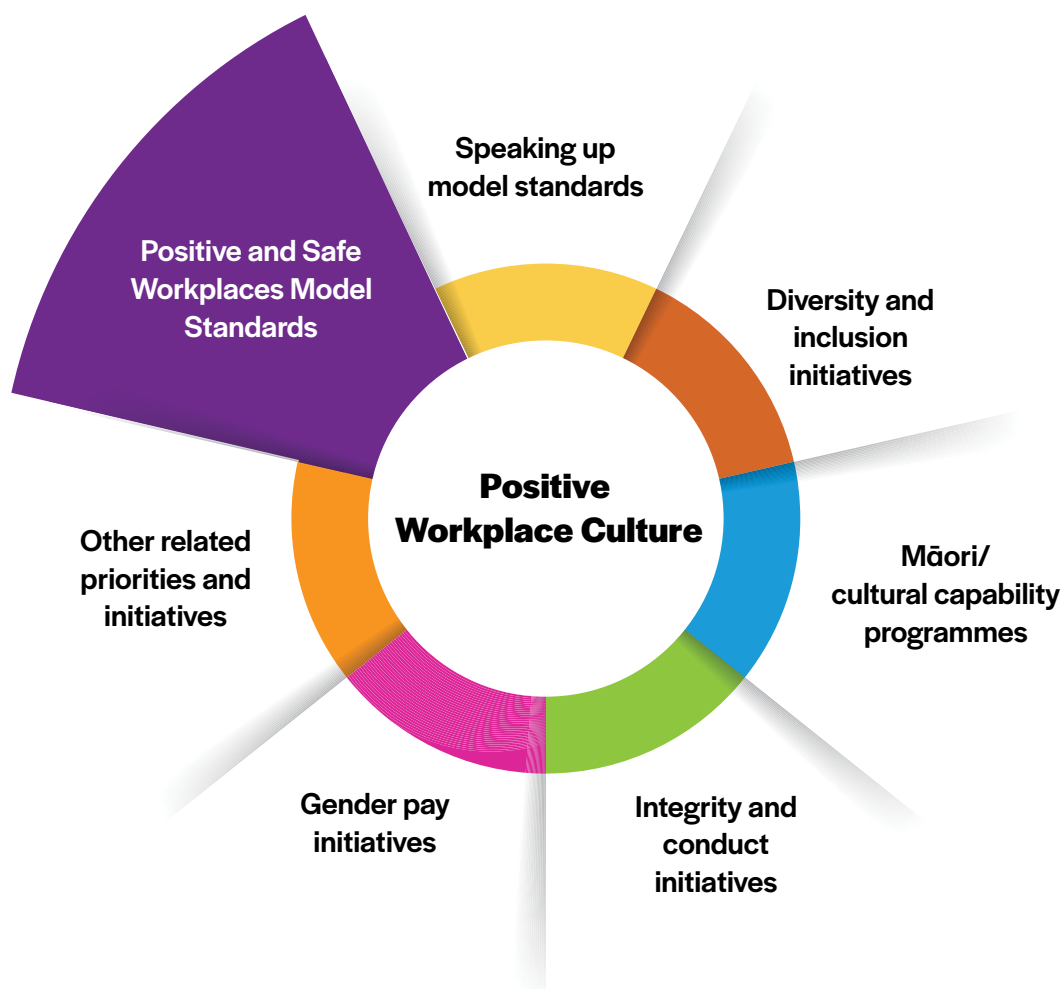 Speaking up
model standards
Positive and Safe
Workplaces Model
Standards
Diversity and
inclusion
initiatives
Positive
Workplace Culture
Other related
priorities and
initiatives
Māori/
cultural capability
programmes
Gender pay
initiatives
Integrity and
conduct
initiatives